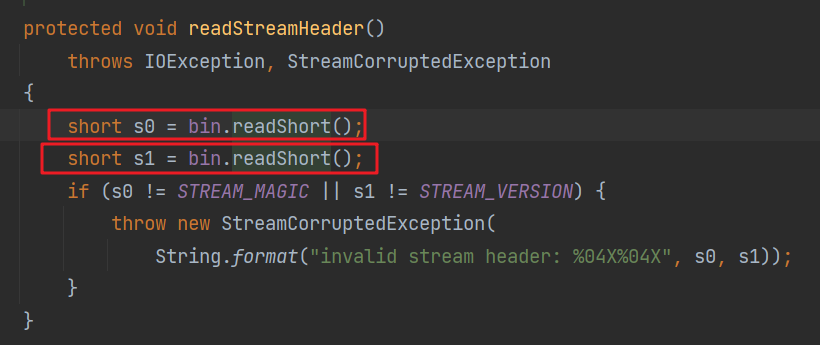 protected void readStreamHeader()
    throws IOException, StreamCorruptedException
{
    short s0 = bin.readShort();
    short s1 = bin.readShort();
    if (s0 != STREAM_MAGIC || s1 != STREAM_VERSION) {
        throw new StreamCorruptedException(
            String.format("invalid stream header: %04X%04X", s0, s1));
    }
}